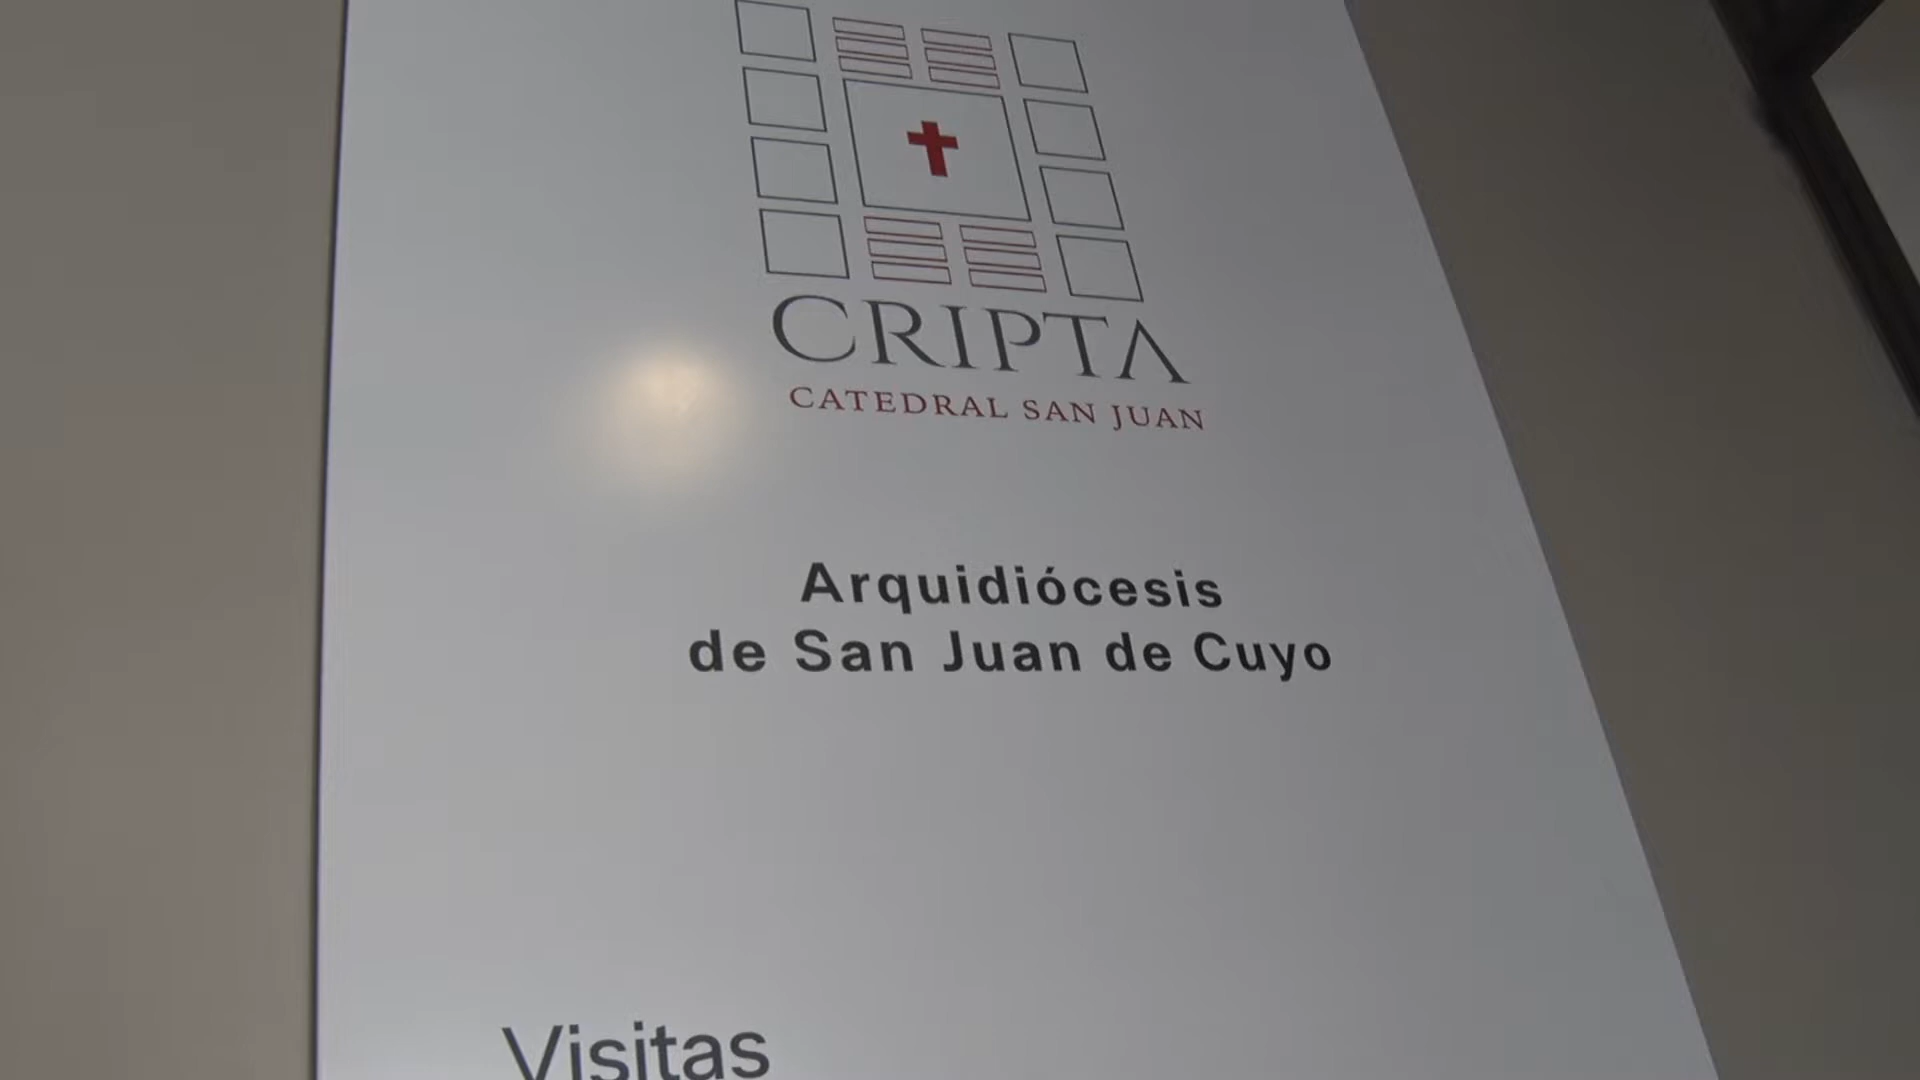 CRIPTA
CATEDRAL SAN JUAN
Arquidiócesis
de San Juan de Cuyo
Visitas